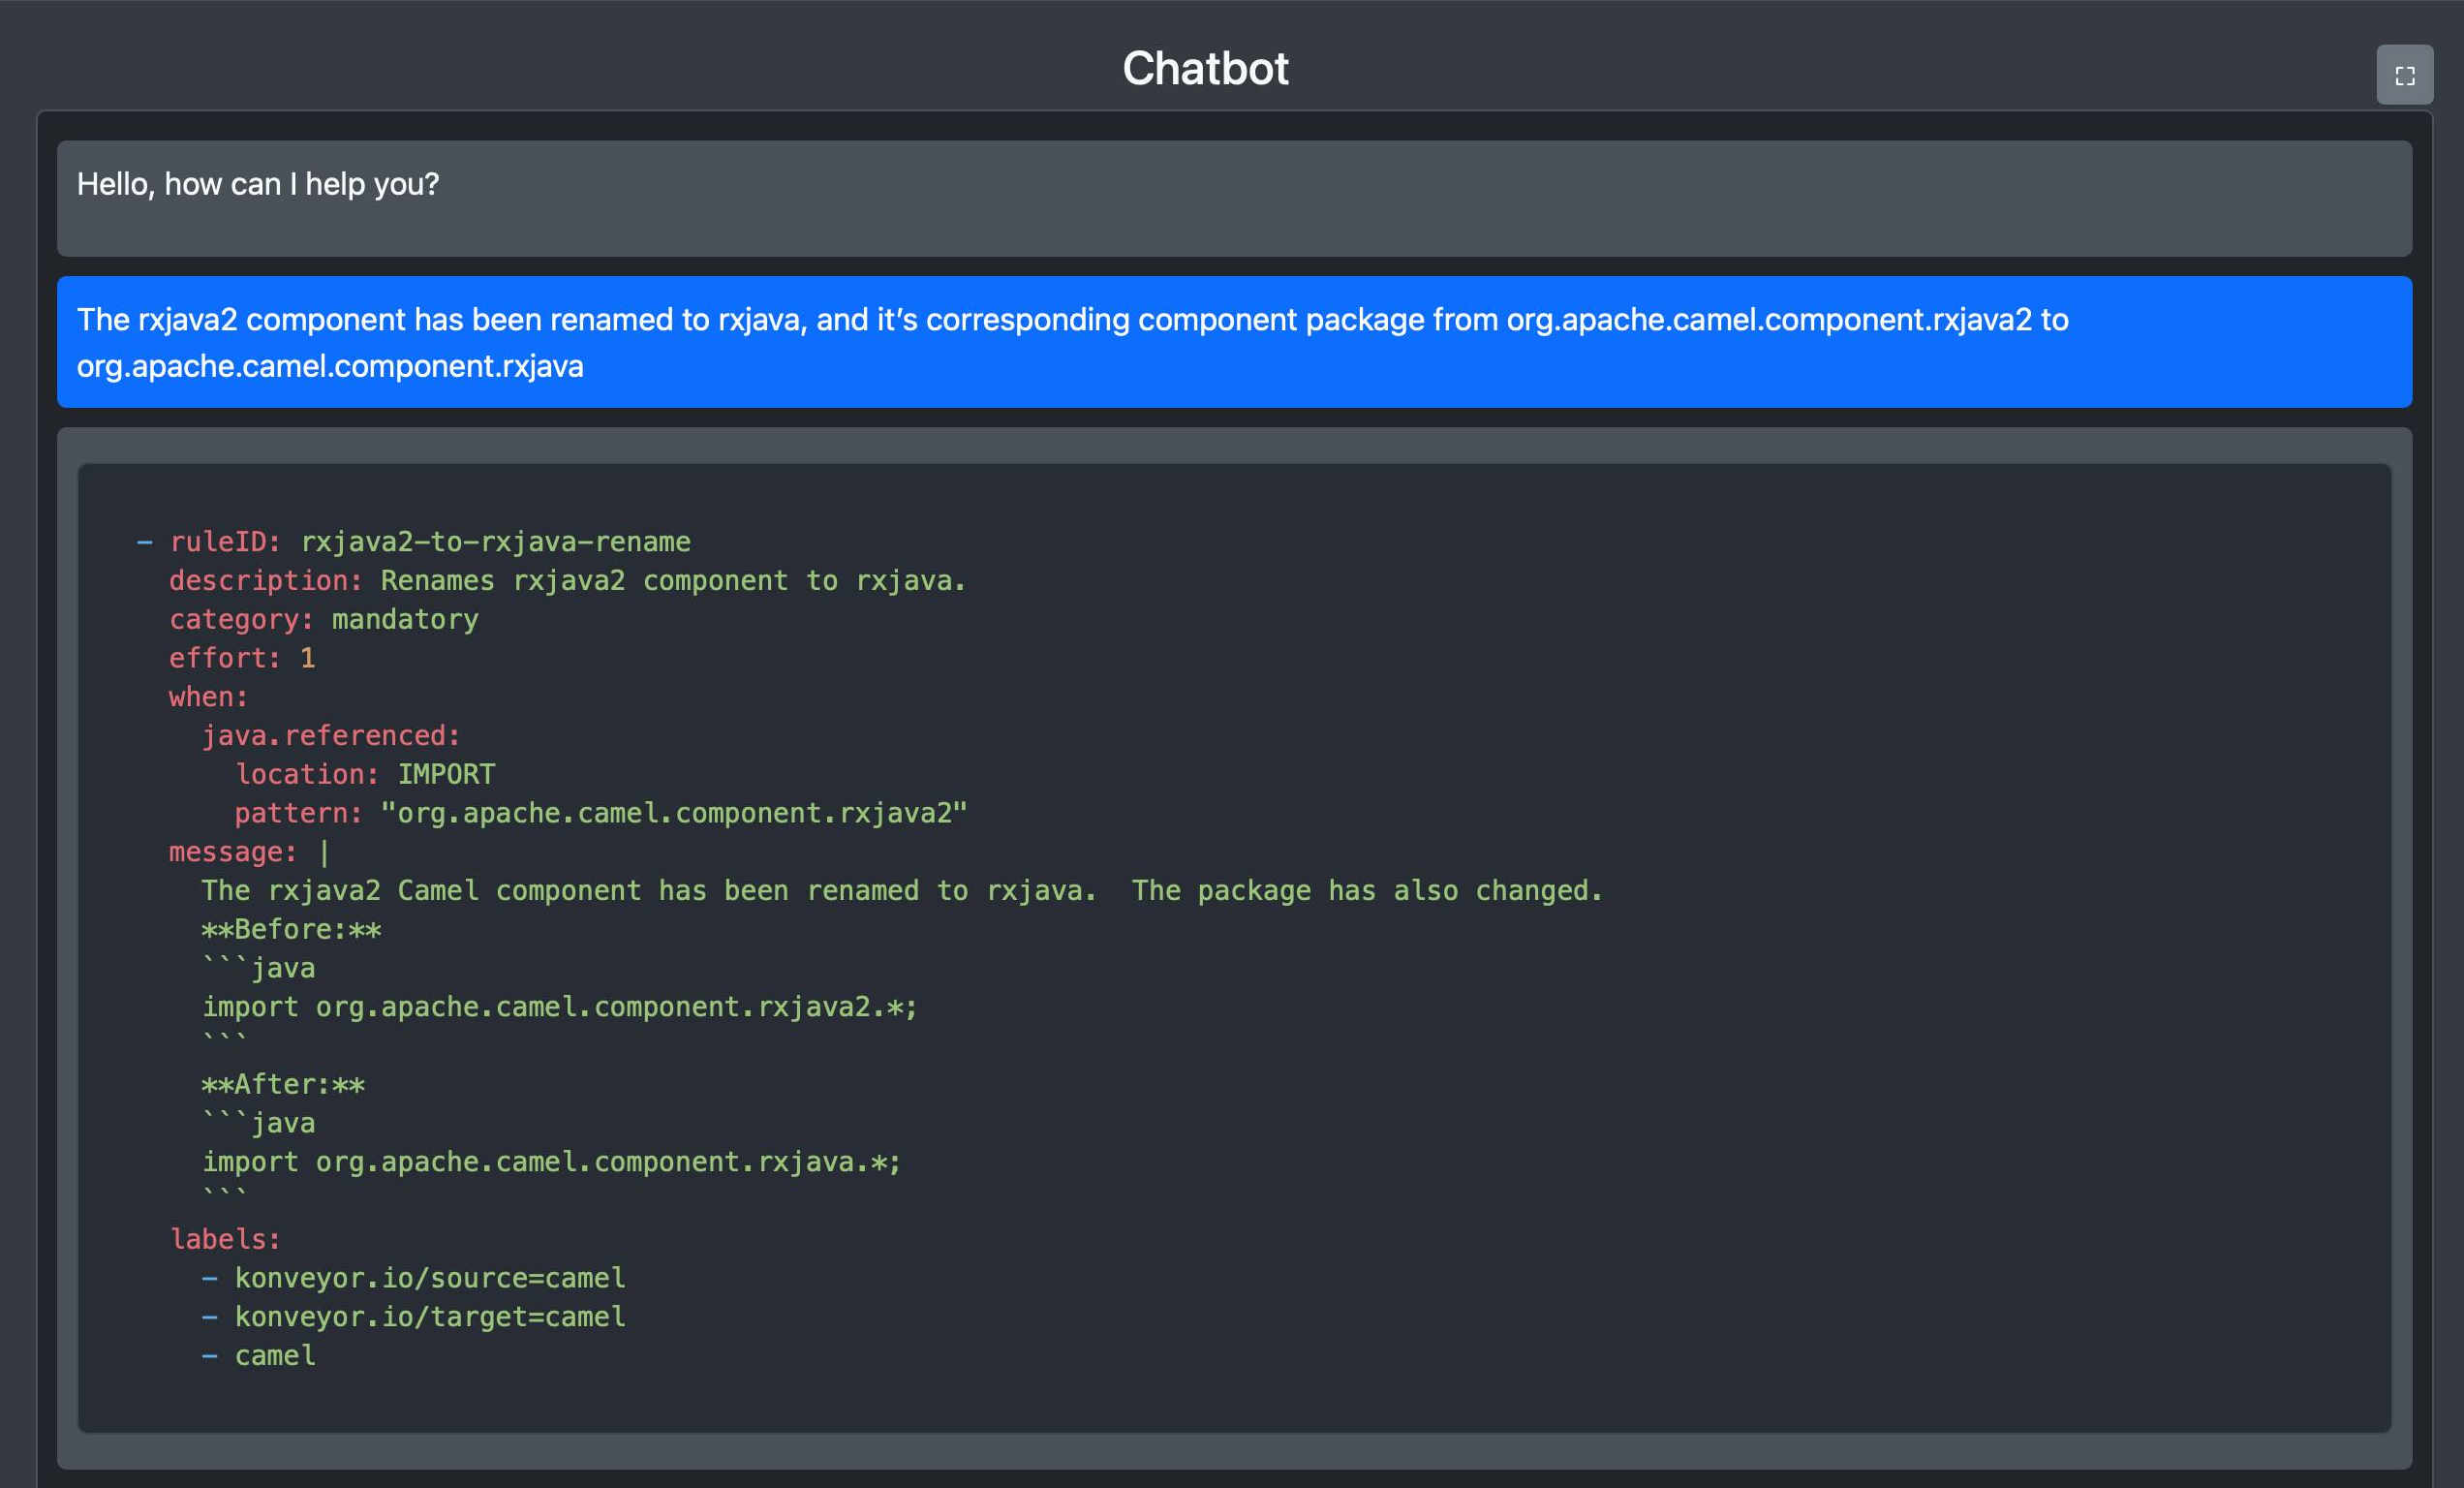 Chatbot
Hello, how can I help you?
The rxjava2 component has been renamed to rxjava, and it’s corresponding component package from org.apache.camel.component.rxjava2 to
org.apache.camel.component.rxjava
- ruleID: rxjava2-to-rxjava-rename
  description: Renames rxjava2 component to rxjava.
  category: mandatory
  effort: 1
  when:
    java.referenced:
      location: IMPORT
      pattern: "org.apache.camel.component.rxjava2"
  message: |
    The rxjava2 Camel component has been renamed to rxjava.  The package has also changed.
    **Before:**
    ```java
    import org.apache.camel.component.rxjava2.*;
    ```
    **After:**
    ```java
    import org.apache.camel.component.rxjava.*;
    ```
  labels:
    - konveyor.io/source=camel
    - konveyor.io/target=camel
    - camel